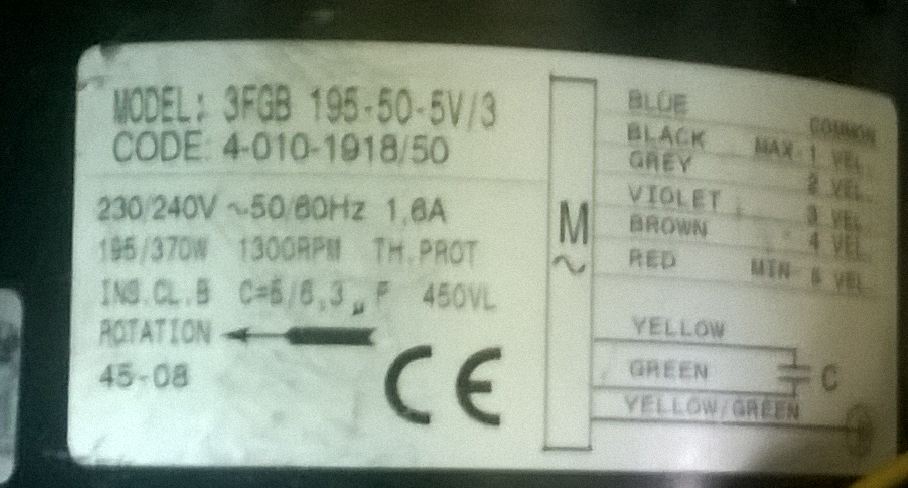 MODEL: 3FGB 195-50-5V/3
CODE: 4-010-1918/50
230/240V ~50/60Hz 1,6A
195/370W 1300RPM TH.PROT
INS.CL.B C=5/6,3 µF 450VL
ROTATION
45-08
CE
M
~
BLUE COMMON
BLACK MAX 1 VEL.
GREY 2 VEL.
VIOLET 3 VEL.
BROWN 4 VEL.
RED MIN 5 VEL.
YELLOW
GREEN C
YELLOW/GREEN